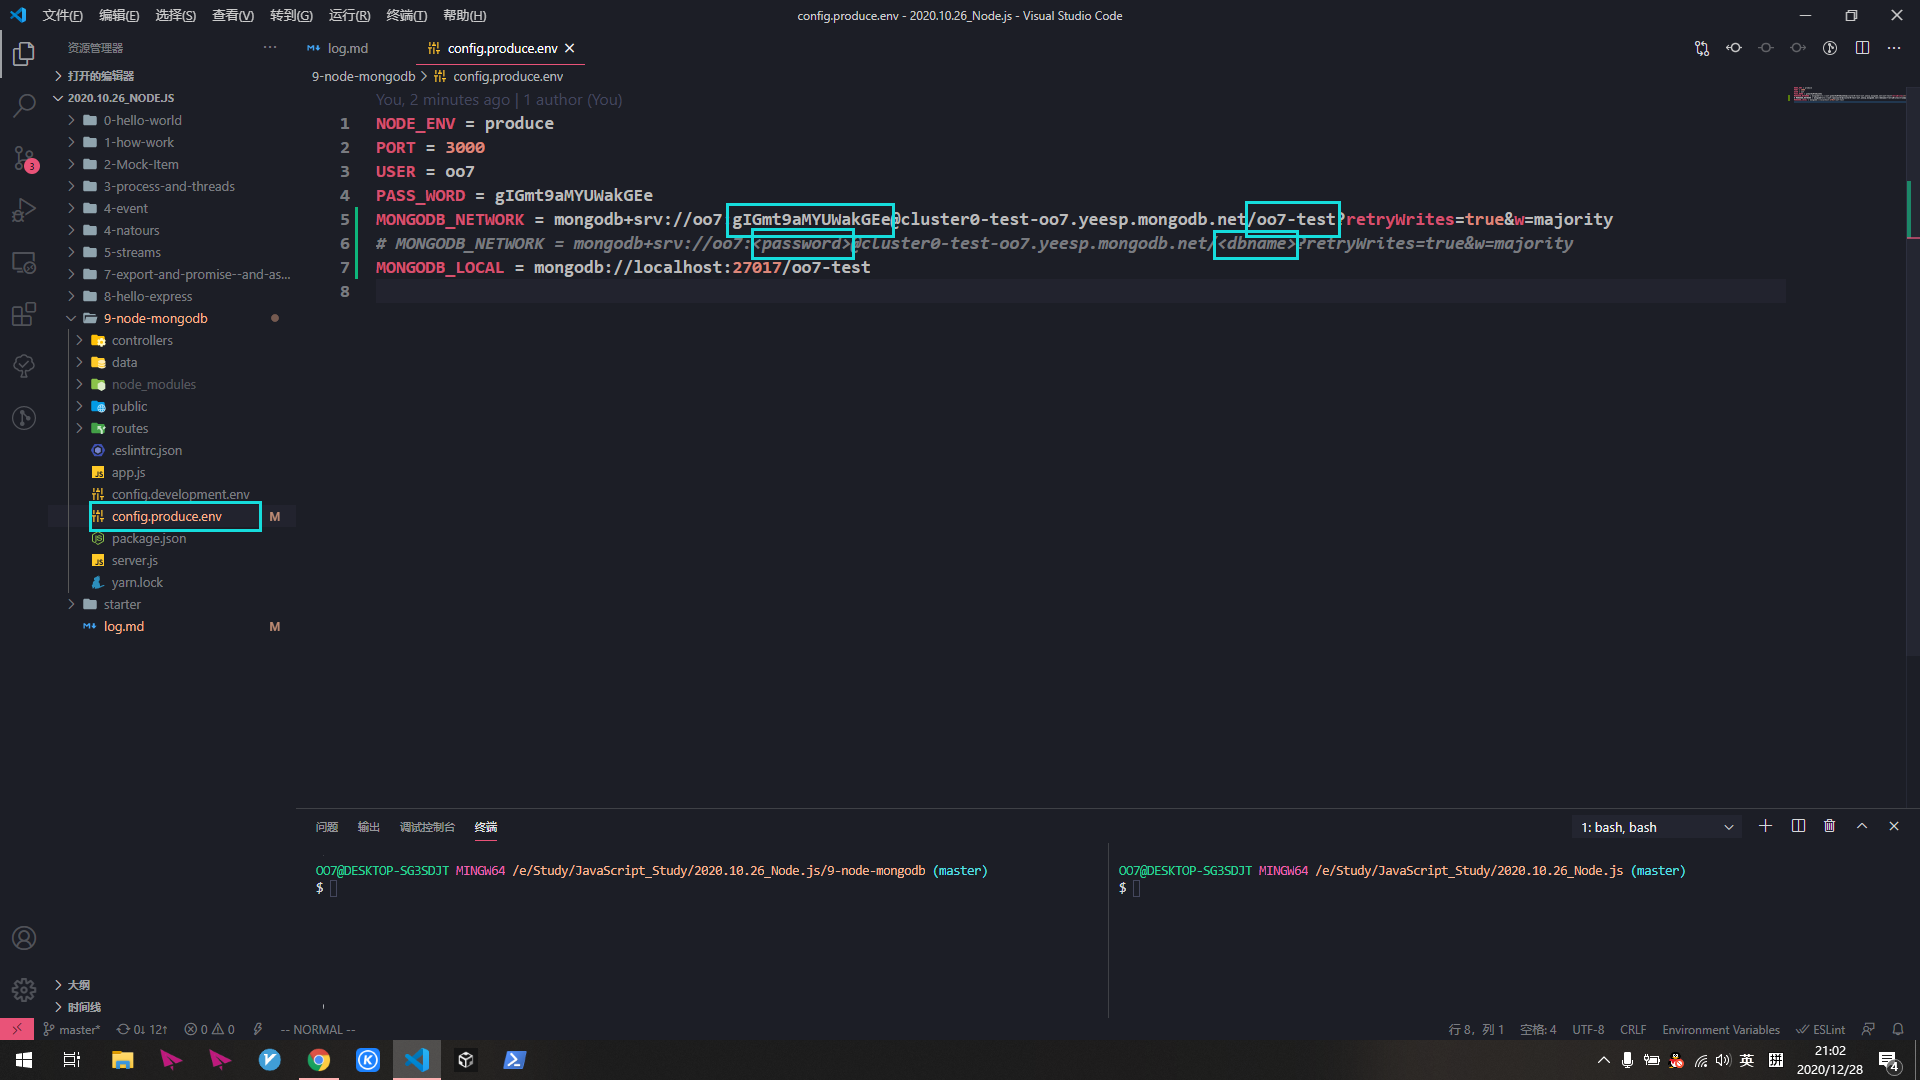 文件(F) 编辑(E) 选择(S) 查看(V) 转到(G) 运行(R) 终端(T) 帮助(H)
config.produce.env - 2020.10.26_Node.js - Visual Studio Code
资源管理器
打开的编辑器
2020.10.26_NODE.JS
0-hello-world
1-how-work
2-Mock-Item
3-process-and-threads
4-event
4-natours
5-streams
7-export-and-promise--and-as...
8-hello-express
9-node-mongodb
controllers
data
node_modules
public
routes
.eslintrc.json
app.js
config.development.env
config.produce.env M
package.json
server.js
yarn.lock
starter
log.md M
大纲
时间线
3
log.md
config.produce.env
9-node-mongodb > config.produce.env
You, 2 minutes ago | 1 author (You)
1 NODE_ENV = produce
2 PORT = 3000
3 USER = oo7
4 PASS_WORD = gIGmt9aMYUWakGEe
5 MONGODB_NETWORK = mongodb+srv://oo7 gIGmt9aMYUWakGEe@cluster0-test-oo7.yeesp.mongodb.net/oo7-test?retryWrites=true&w=majority
6 # MONGODB_NETWORK = mongodb+srv://oo7:<password>@cluster0-test-oo7.yeesp.mongodb.net/<dbname>?retryWrites=true&w=majority
7 MONGODB_LOCAL = mongodb://localhost:27017/oo7-test
8
问题 输出 调试控制台 终端
1: bash, bash
OO7@DESKTOP-SG3SDJT MINGW64 /e/Study/JavaScript_Study/2020.10.26_Node.js/9-node-mongodb (master)
$
OO7@DESKTOP-SG3SDJT MINGW64 /e/Study/JavaScript_Study/2020.10.26_Node.js (master)
$
master* 0↓ 12↑ 0 0 -- NORMAL --
行 8, 列 1 空格: 4 UTF-8 CRLF Environment Variables ESLint
英 拼
21:02
2020/12/28
4